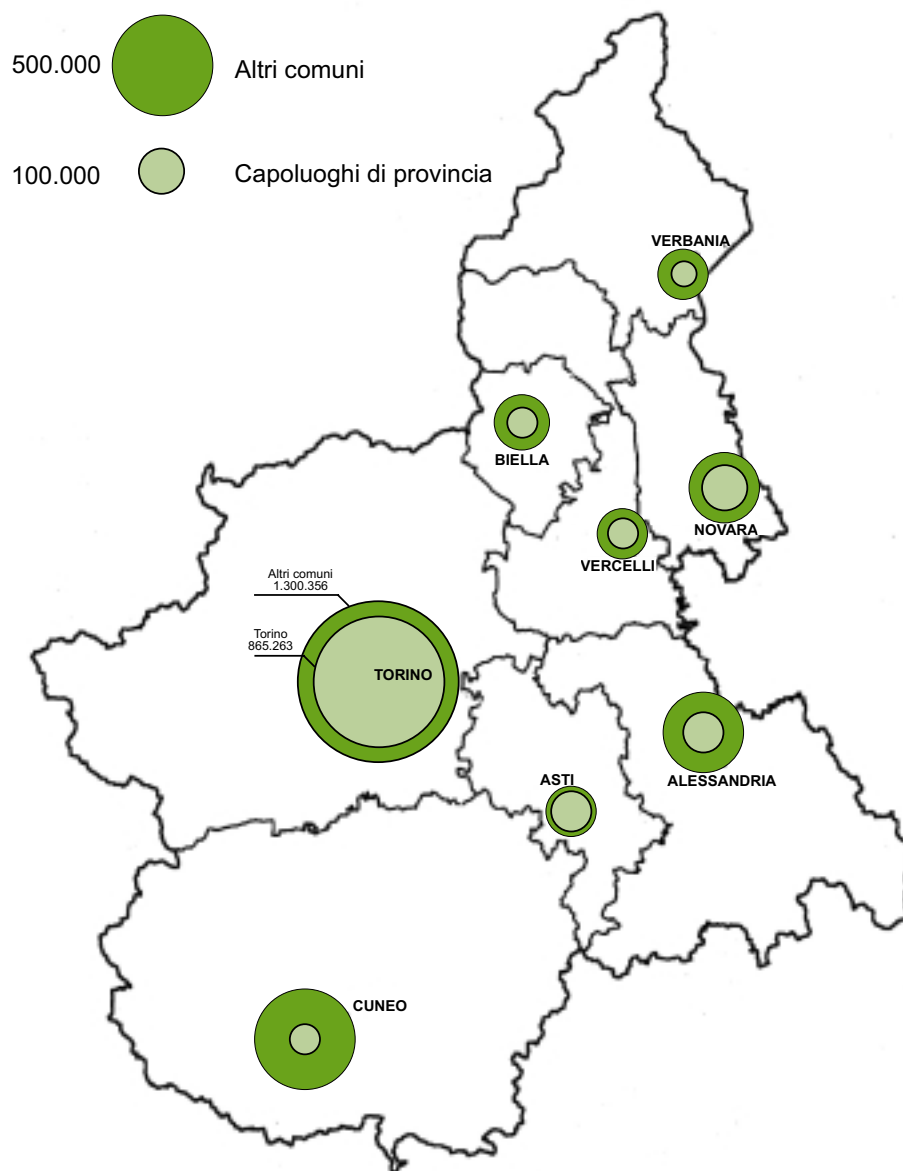 500.000
Altri comuni
100.000
Capoluoghi di provincia
VERBANIA
BIELLA
NOVARA
VERCELLI
Altri comuni
1.300.356
Torino
865.263
TORINO
ASTI
ALESSANDRIA
CUNEO